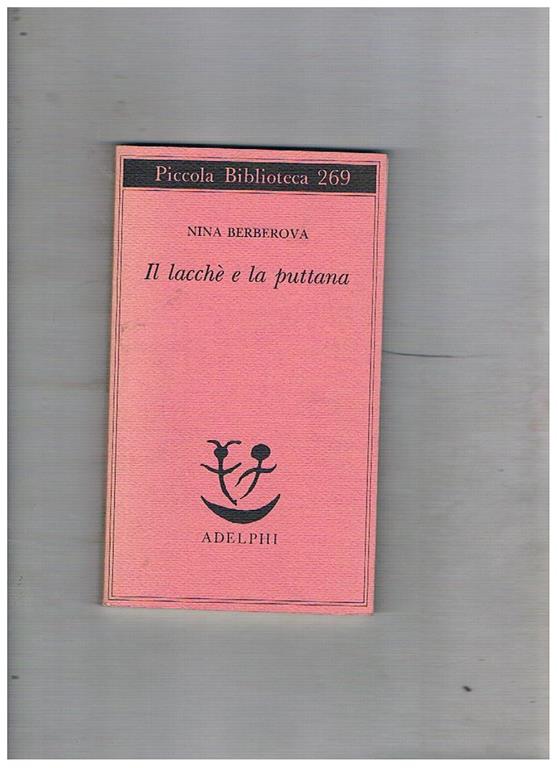 Piccola Biblioteca 269
NINA BERBEROVA
Il lacchè e la puttana
ADELPHI